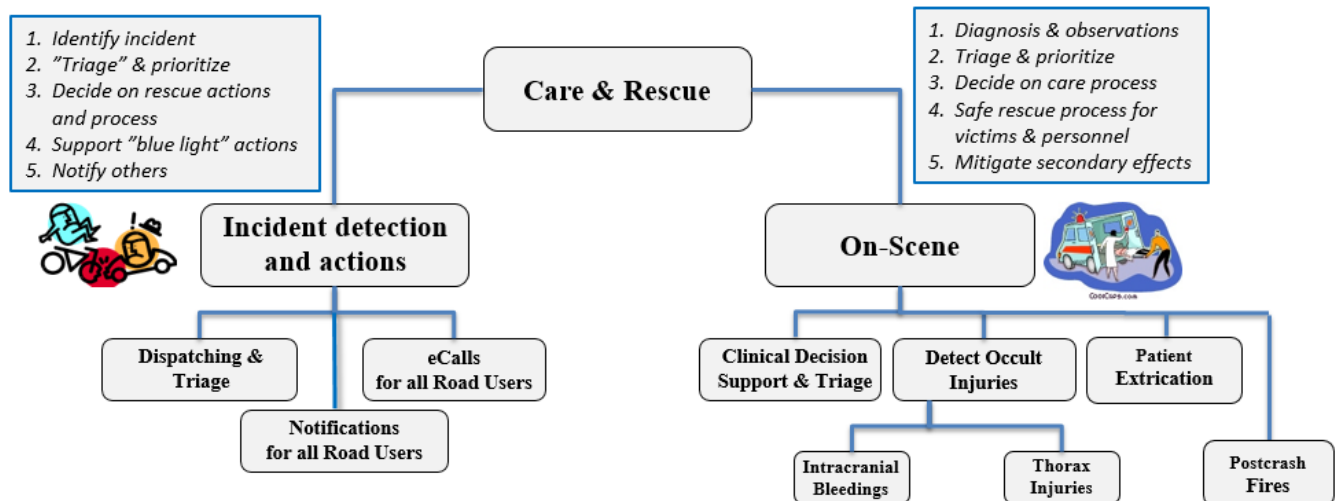 1. Identify incident
2. ”Triage” & prioritize
3. Decide on rescue actions
and process
4. Support ”blue light” actions
5. Notify others
Care & Rescue
1. Diagnosis & observations
2. Triage & prioritize
3. Decide on care process
4. Safe rescue process for
victims & personnel
5. Mitigate secondary effects
Incident detection
and actions
On-Scene
CoolClips.com
Dispatching &
Triage
eCalls
for all Road Users
Notifications
for all Road Users
Clinical Decision
Support & Triage
Detect Occult
Injuries
Patient
Extrication
Intracranial
Bleedings
Thorax
Injuries
Postcrash
Fires